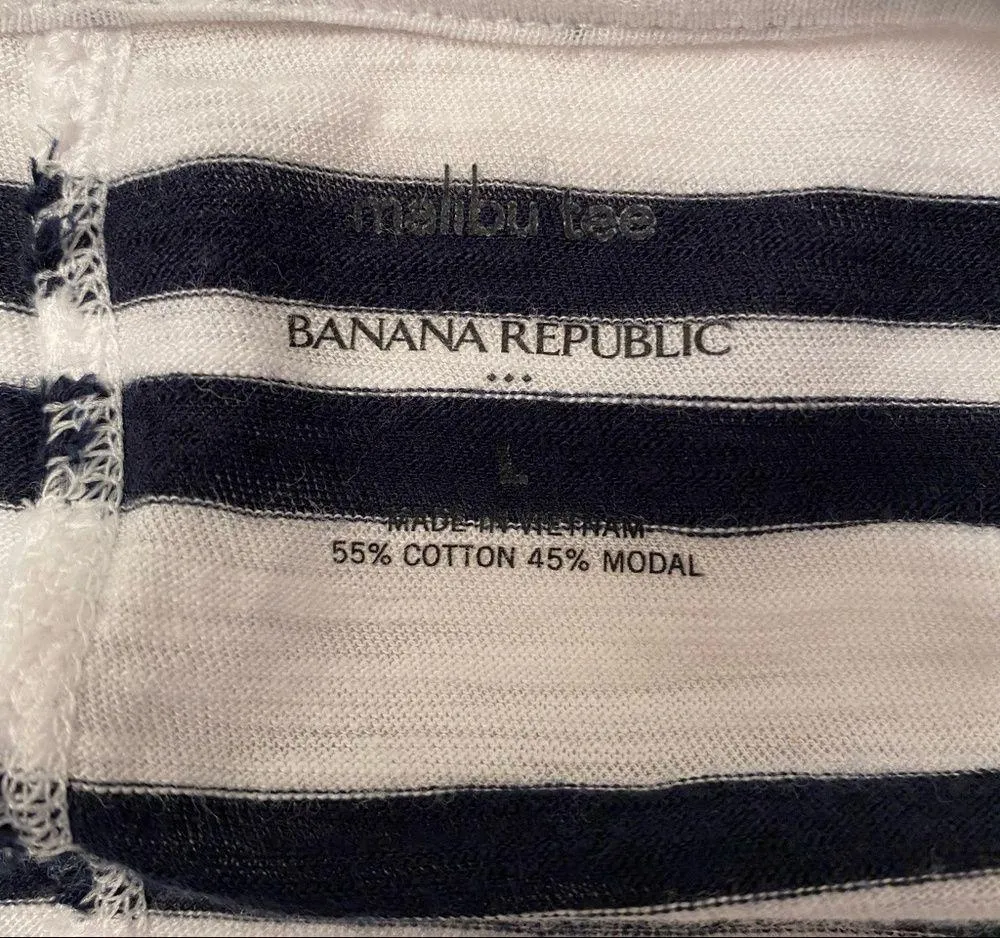 malibu tee
BANANA REPUBLIC
L
MADE IN VIETNAM
55% COTTON 45% MODAL